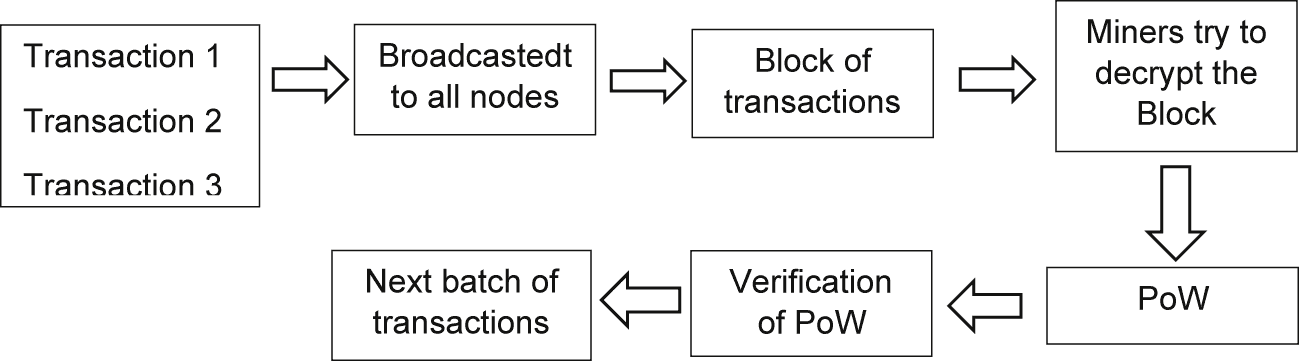 Transaction 1
Transaction 2
Transaction 3
Broadcastedt
to all nodes
Block of
transactions
Miners try to
decrypt the
Block
PoW
Verification
of PoW
Next batch of
transactions